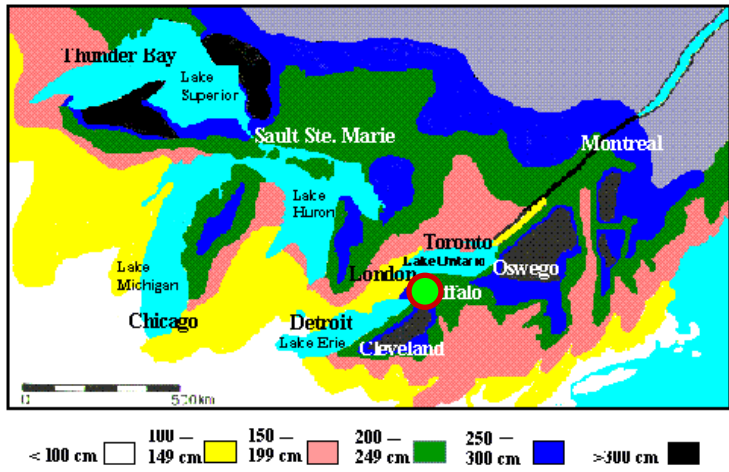 Thunder Bay
Lake
Superior
Sault Ste. Marie
Montreal
Lake
Huron
Toronto
Lake Ontario
Lake
Michigan
London
Oswego
ffalo
Chicago
Detroit
Lake Erie
Cleveland
0 500 km
< 100 cm
100 —
149 cm
150 —
199 cm
200 —
249 cm
250 —
300 cm
>300 cm